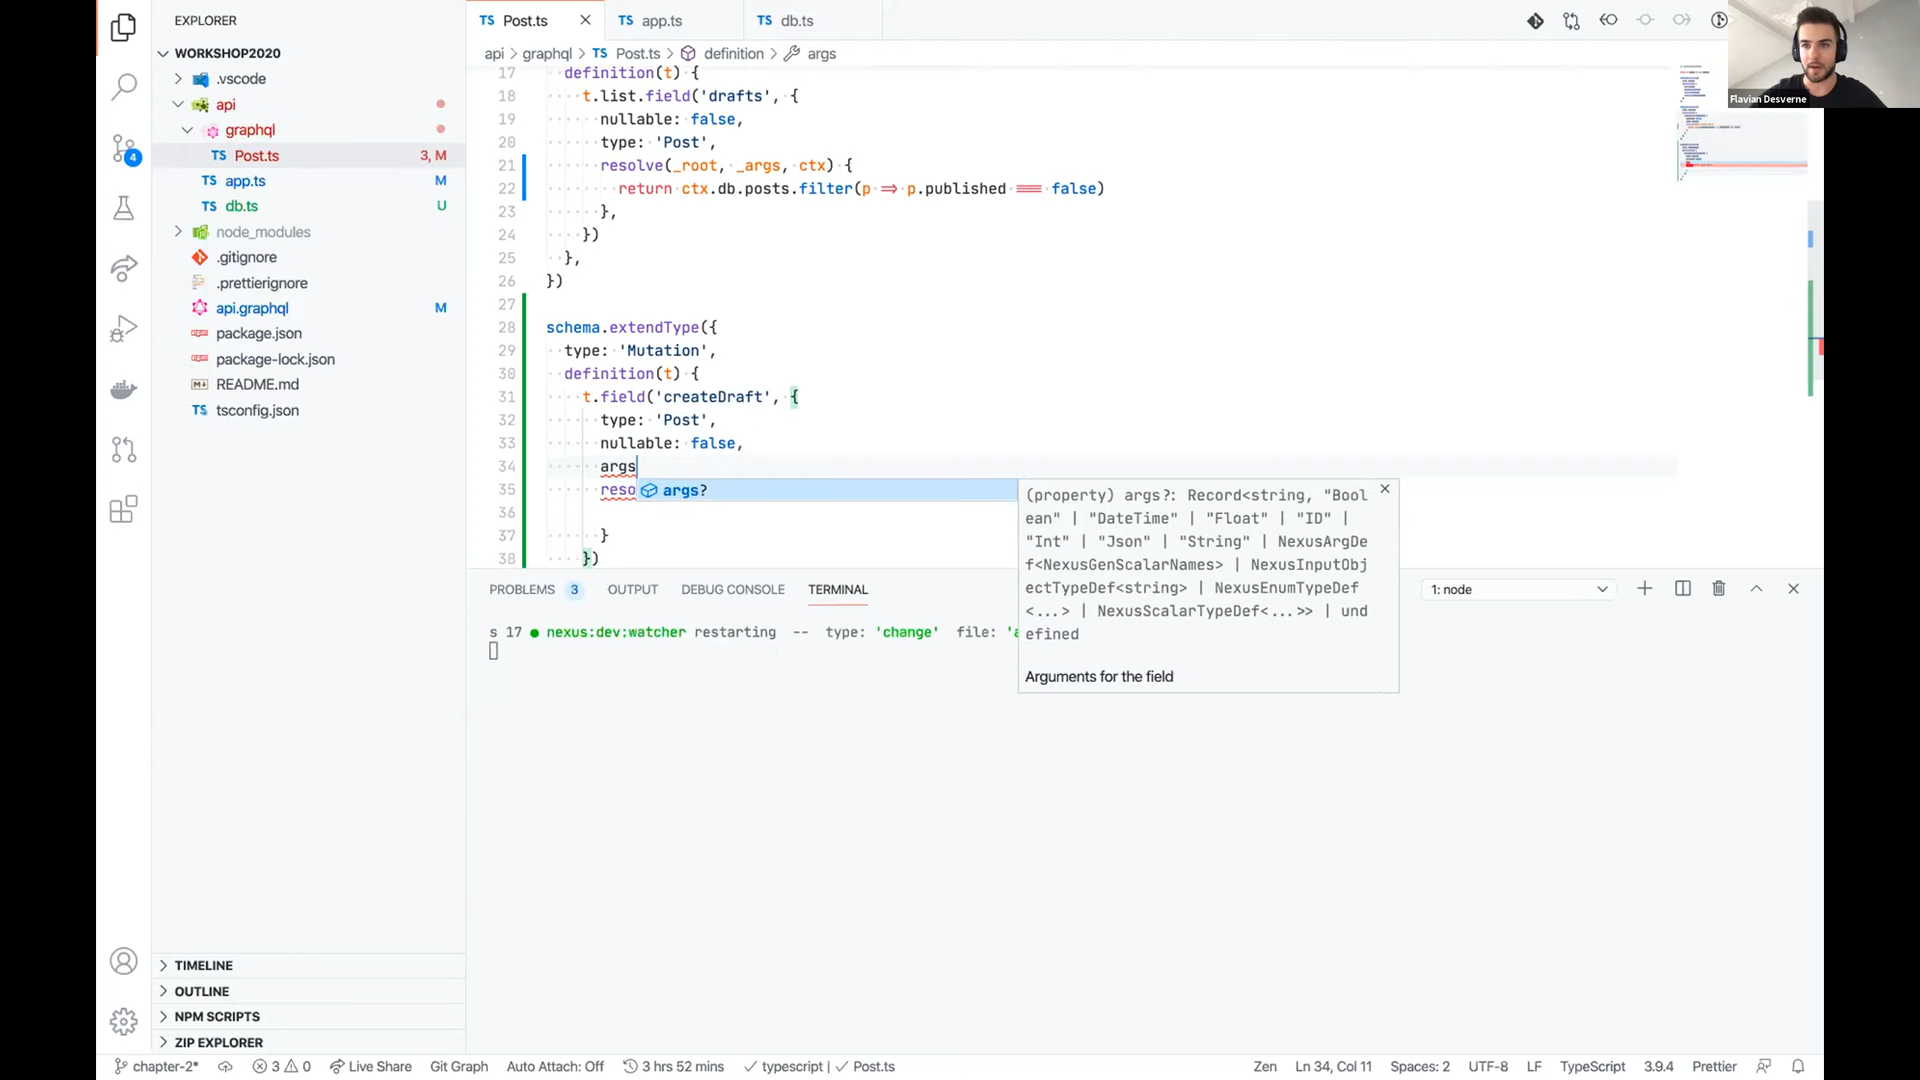 EXPLORER
WORKSHOP2020
.vscode
api
graphql
TS Post.ts 3, M
TS app.ts M
TS db.ts U
node_modules
.gitignore
.prettierignore
api.graphql M
package.json
package-lock.json
README.md
TS tsconfig.json
TIMELINE
OUTLINE
NPM SCRIPTS
ZIP EXPLORER
4
TS Post.ts
TS app.ts
TS db.ts
api > graphql > TS Post.ts > definition > args
17 definition(t) {
18 t.list.field('drafts', {
19 nullable: false,
20 type: 'Post',
21 resolve(_root, _args, ctx) {
22 return ctx.db.posts.filter(p => p.published === false)
23 },
24 })
25 },
26 })
27
28 schema.extendType({
29 type: 'Mutation',
30 definition(t) {
31 t.field('createDraft', {
32 type: 'Post',
33 nullable: false,
34 args
35 reso
36
37 }
38 })
args?
(property) args?: Record<string, "Bool
ean" | "DateTime" | "Float" | "ID" |
"Int" | "Json" | "String" | NexusArgDe
f<NexusGenScalarNames> | NexusInputObj
ectTypeDef<string> | NexusEnumTypeDef
<...> | NexusScalarTypeDef<...>> | und
efined
Arguments for the field
Flavian Desverne
PROBLEMS 3 OUTPUT DEBUG CONSOLE TERMINAL
1: node
s 17 ● nexus:dev:watcher restarting -- type: 'change' file: 'a
chapter-2* 3 0 Live Share Git Graph Auto Attach: Off 3 hrs 52 mins typescript | Post.ts
Zen Ln 34, Col 11 Spaces: 2 UTF-8 LF TypeScript 3.9.4 Prettier